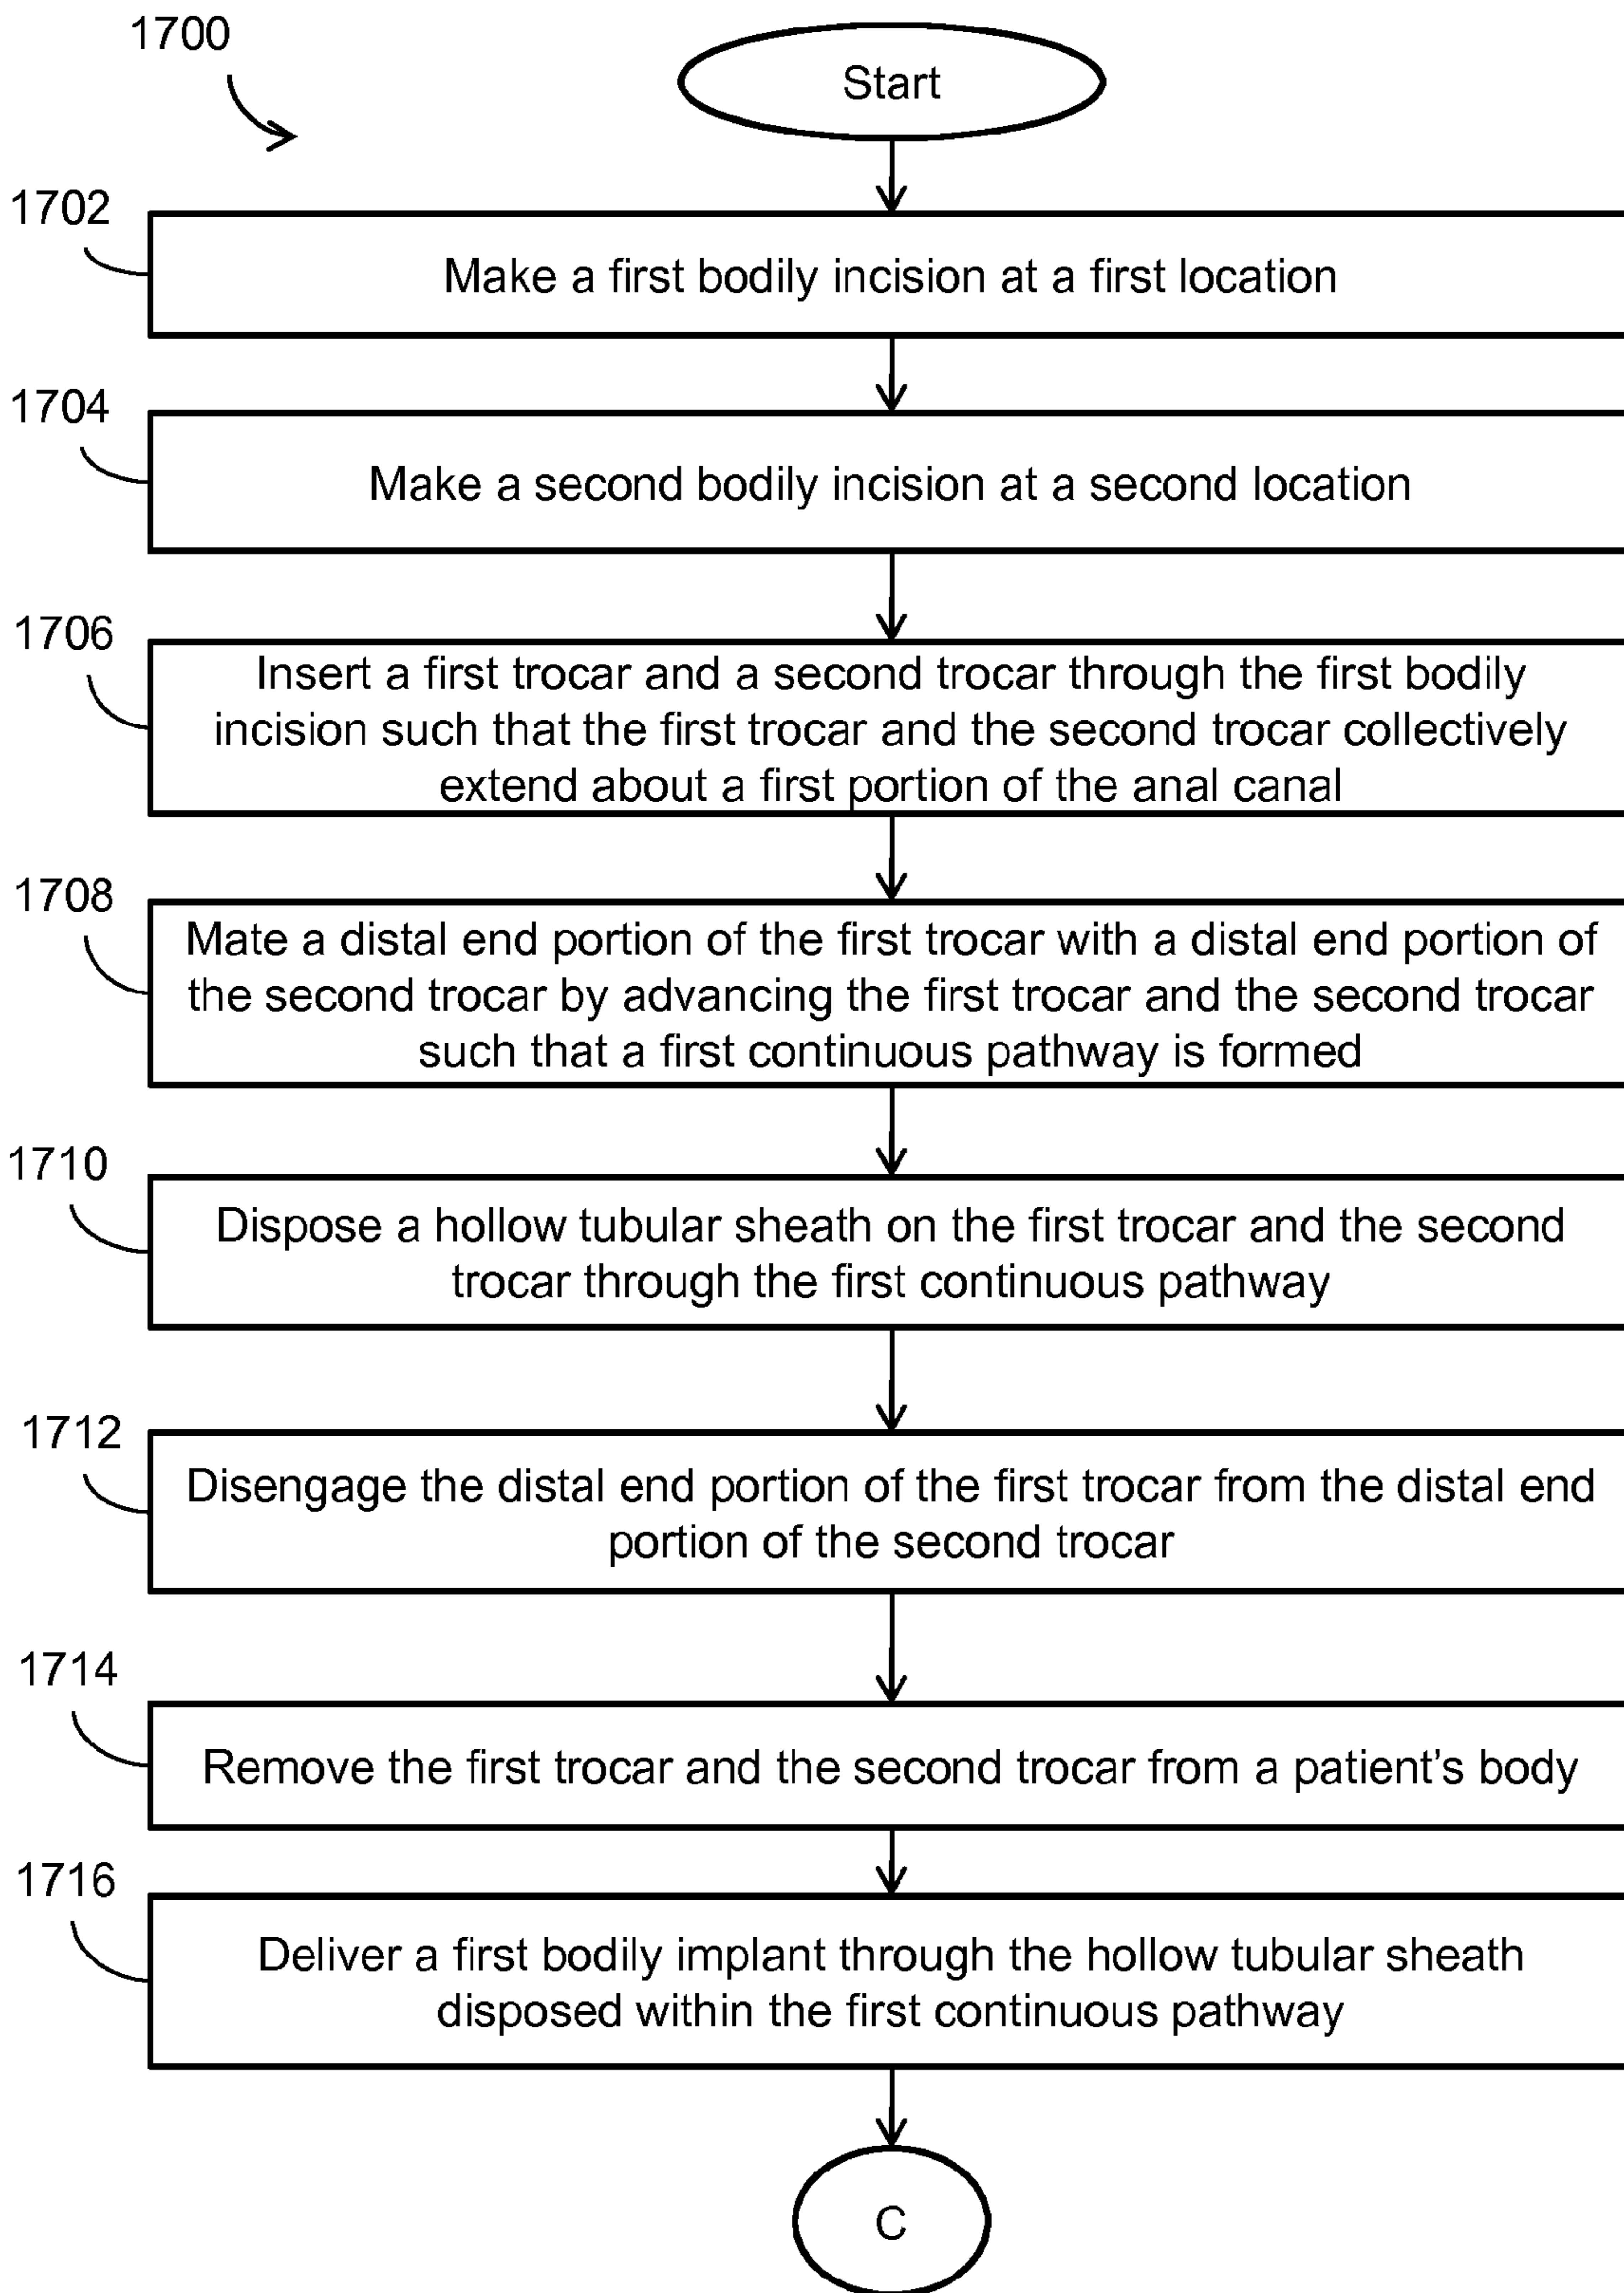 1700
Start
1702
Make a first bodily incision at a first location
1704
Make a second bodily incision at a second location
1706
Insert a first trocar and a second trocar through the first bodily
incision such that the first trocar and the second trocar collectively
extend about a first portion of the anal canal
1708
Mate a distal end portion of the first trocar with a distal end portion of
the second trocar by advancing the first trocar and the second trocar
such that a first continuous pathway is formed
1710
Dispose a hollow tubular sheath on the first trocar and the second
trocar through the first continuous pathway
1712
Disengage the distal end portion of the first trocar from the distal end
portion of the second trocar
1714
Remove the first trocar and the second trocar from a patient's body
1716
Deliver a first bodily implant through the hollow tubular sheath
disposed within the first continuous pathway
C